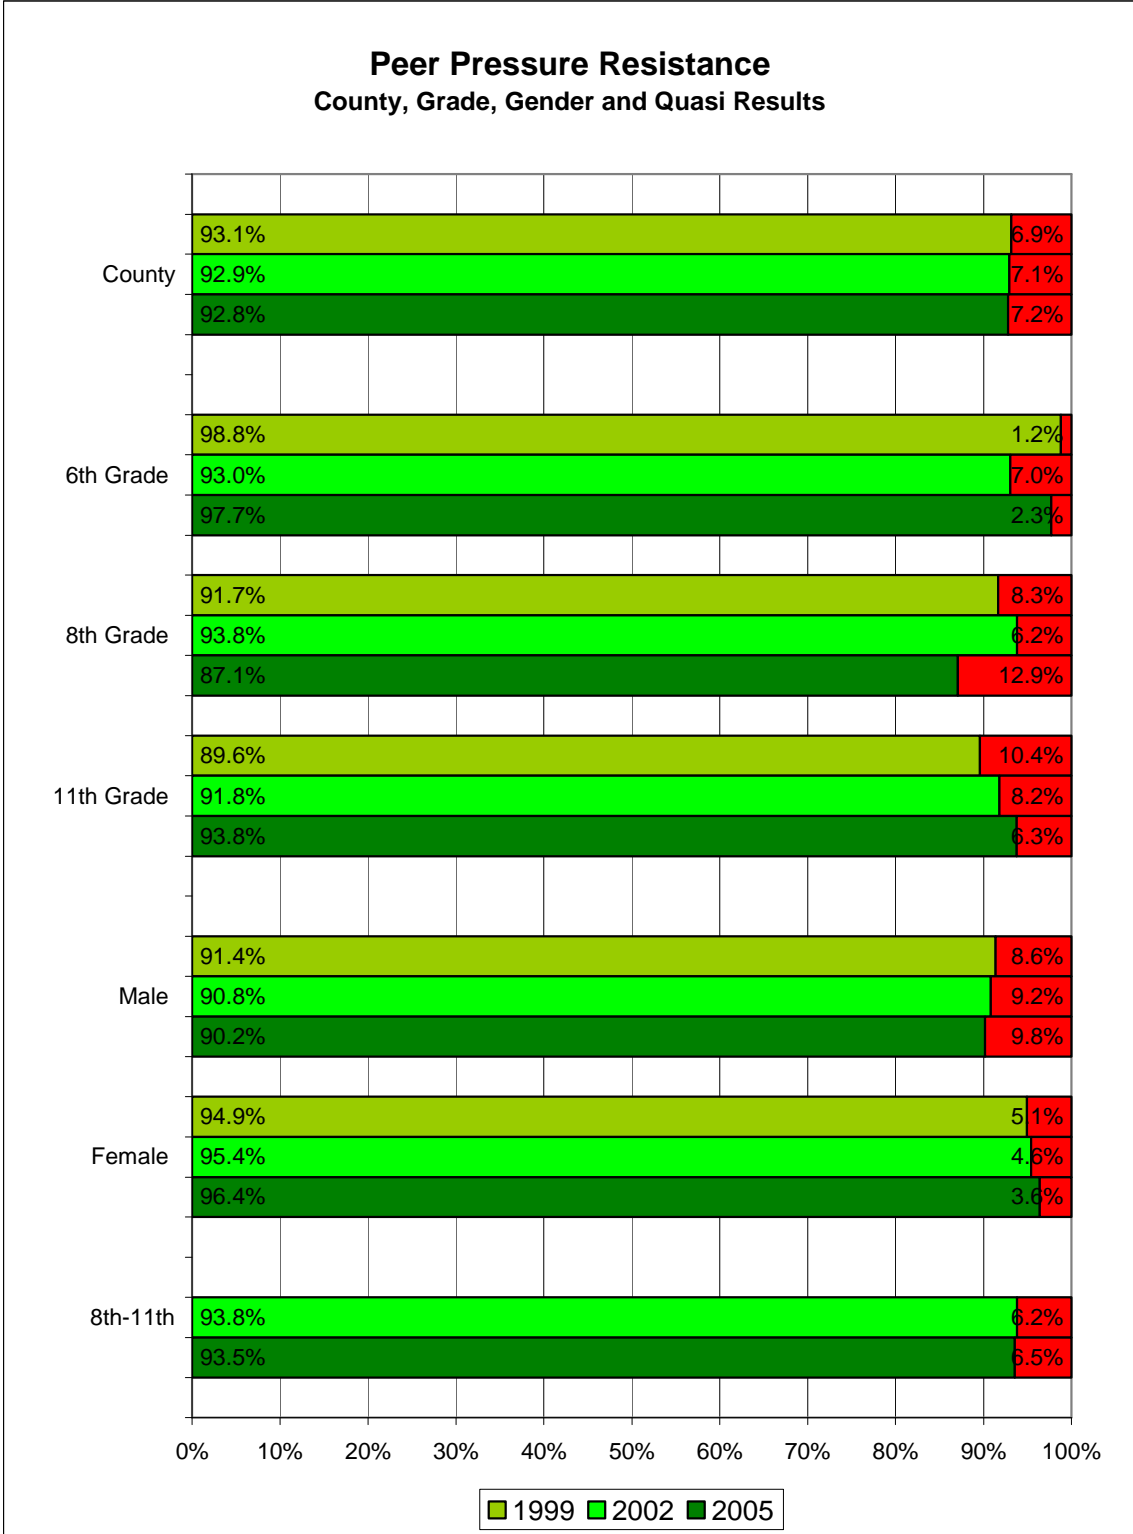 Peer Pressure Resistance
County, Grade, Gender and Quasi Results
93.1% 6.9%
County 92.9% 7.1%
92.8% 7.2%
98.8% 1.2%
6th Grade 93.0% 7.0%
97.7% 2.3%
91.7% 8.3%
8th Grade 93.8% 6.2%
87.1% 12.9%
89.6% 10.4%
11th Grade 91.8% 8.2%
93.8% 6.3%
91.4% 8.6%
Male 90.8% 9.2%
90.2% 9.8%
94.9% 5.1%
Female 95.4% 4.6%
96.4% 3.6%
8th-11th 93.8% 6.2%
93.5% 6.5%
0% 10% 20% 30% 40% 50% 60% 70% 80% 90% 100%
1999 2002 2005